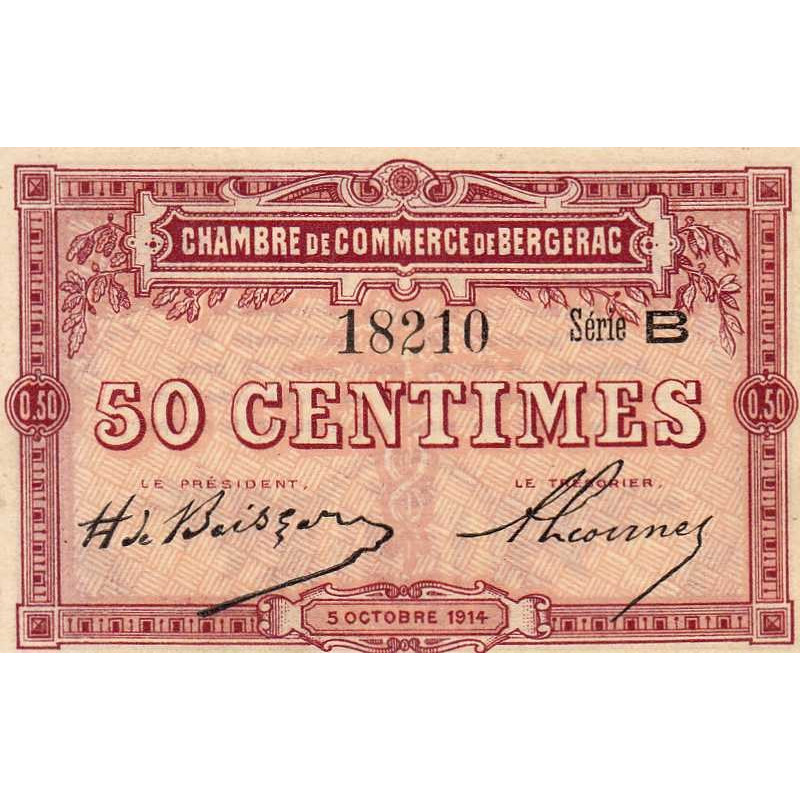 CHAMBRE DE COMMERCE DE BERGERAC
18210 Série B
0.50 50 CENTIMES 0.50
LE PRÉSIDENT, LE TRÉSORIER,
H de
5 OCTOBRE 1914